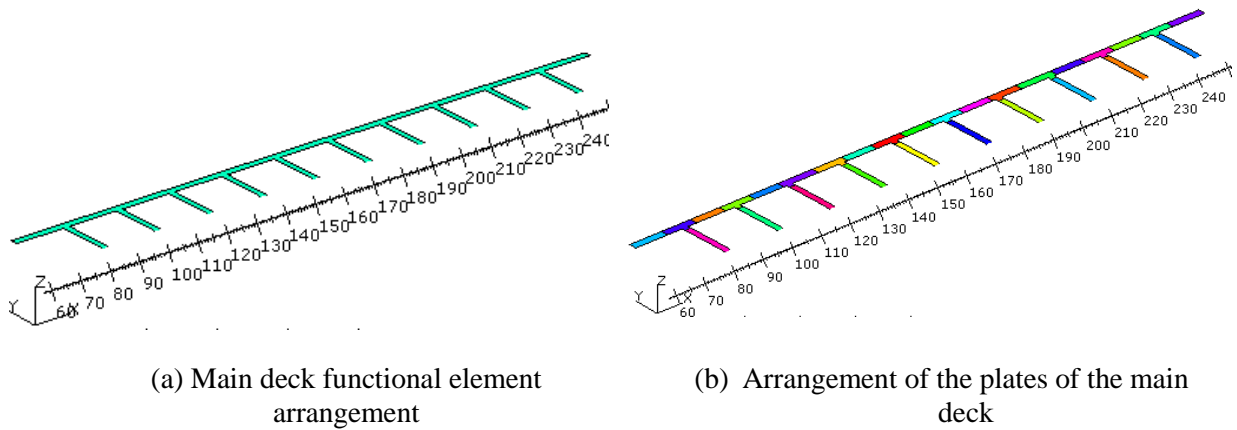 Z
Y
X
60 70 80 90 100 110 120 130 140 150 160 170 180 190 200 210 220 230 240
Z
Y
X
60 70 80 90 100 110 120 130 140 150 160 170 180 190 200 210 220 230 240
(a) Main deck functional element
arrangement
(b) Arrangement of the plates of the main
deck